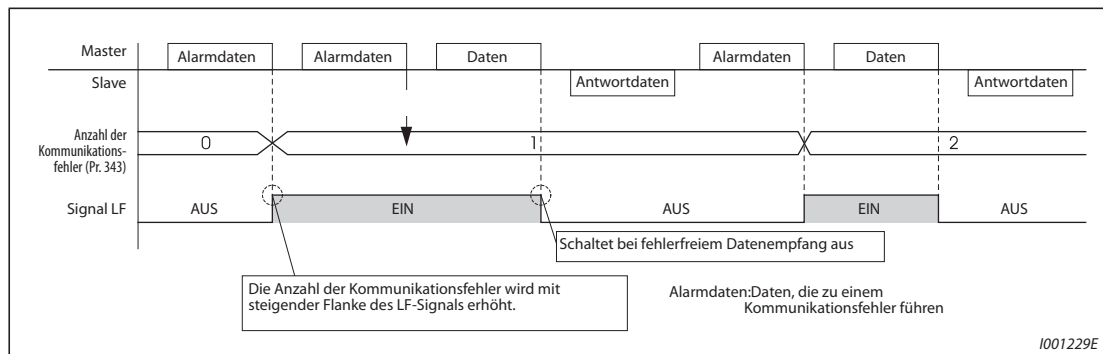 Master
Alarmdaten Alarmdaten Daten Alarmdaten Daten
Slave
Antwortdaten Antwortdaten
Anzahl der
Kommunikations-
fehler (Pr. 343)
0 1 2
Signal LF
AUS EIN AUS EIN AUS
Schaltet bei fehlerfreiem Datenempfang aus
Die Anzahl der Kommunikationsfehler wird mit
steigender Flanke des LF-Signals erhöht.
Alarmdaten:Daten, die zu einem
Kommunikationsfehler führen
I001229E